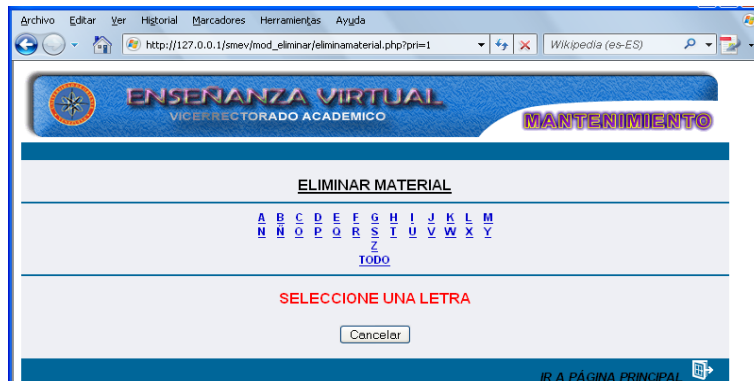 Archivo Editar Ver Historial Marcadores Herramientas Ayuda
http://127.0.0.1/smev/mod_eliminar/eliminamaterial.php?pri=1 Wikipedia (es-ES)
ENSEÑANZA VIRTUAL
VICERRECTORADO ACADEMICO
MANTENIMIENTO
ELIMINAR MATERIAL
A B C D E F G H I J K L M
N Ñ O P Q R S T U V W X Y
Z
TODO
SELECCIONE UNA LETRA
Cancelar
IR A PÁGINA PRINCIPAL